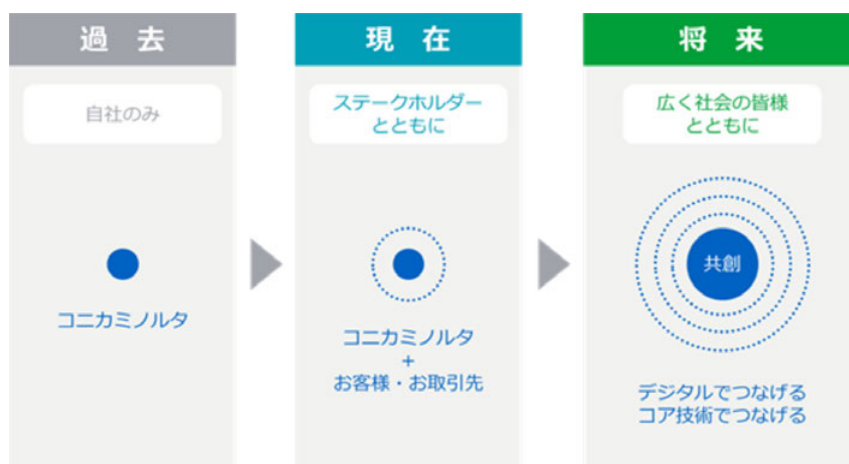 過 去
自社のみ
コニカミノルタ
現 在
ステークホルダー
とともに
コニカミノルタ
+
お客様・お取引先
将 来
広く社会の皆様
とともに
共創
デジタルでつなげる
コア技術でつなげる